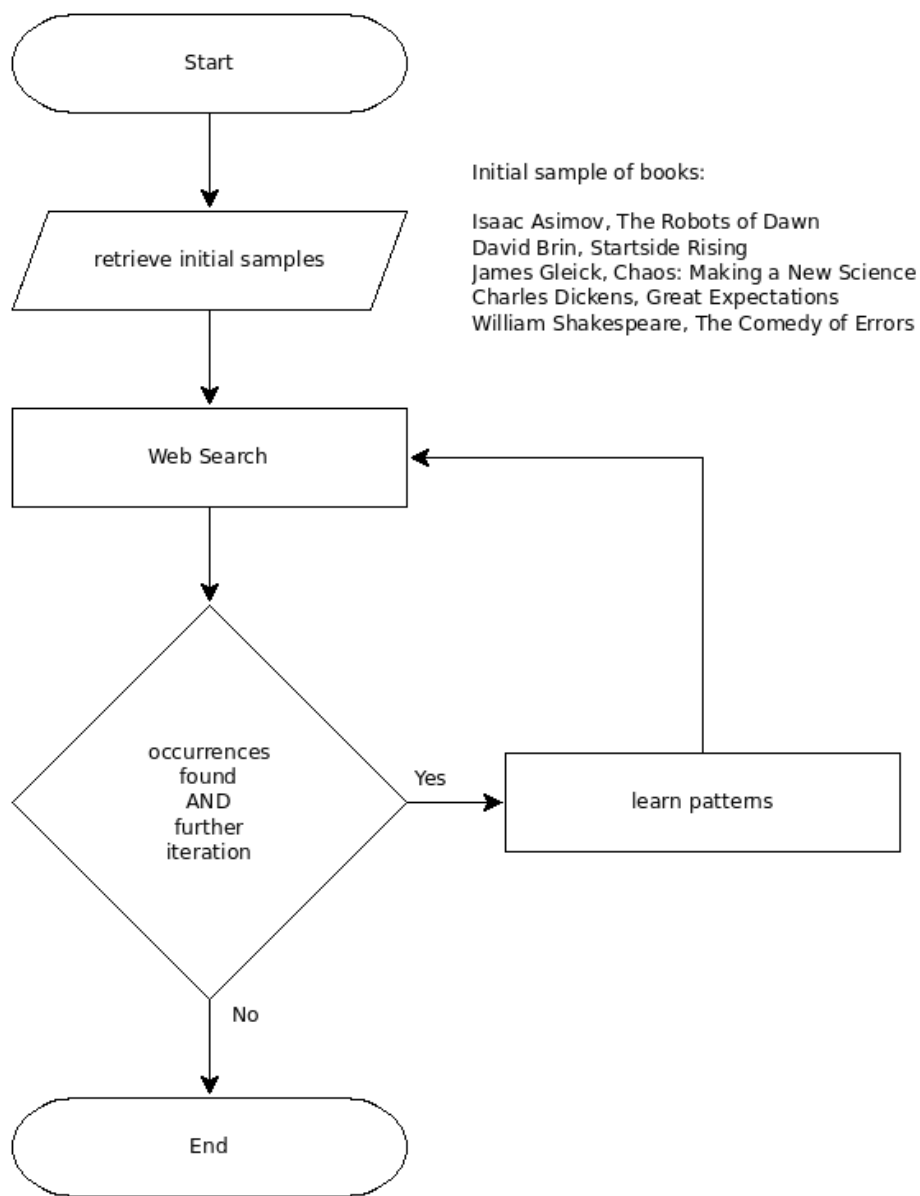 Start
retrieve initial samples
Initial sample of books:
Isaac Asimov, The Robots of Dawn
David Brin, Startside Rising
James Gleick, Chaos: Making a New Science
Charles Dickens, Great Expectations
William Shakespeare, The Comedy of Errors
Web Search
occurrences
found
AND
further
iteration
Yes
learn patterns
No
End